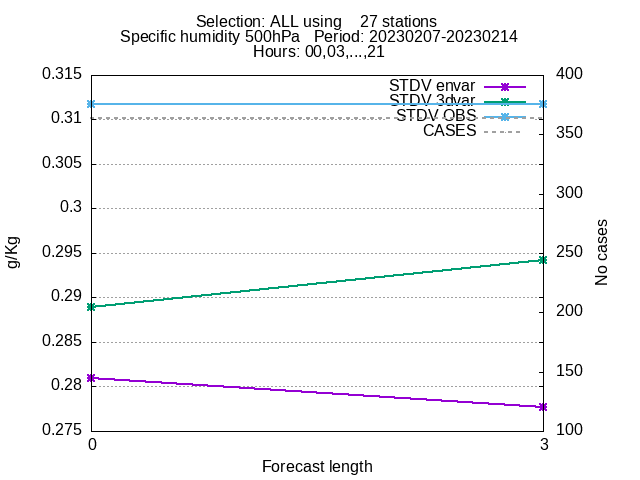 Selection: ALL using    27 stations
Specific humidity 500hPa   Period: 20230207-20230214
Hours: 00,03,...,21
0.315
0.31
0.305
0.3
0.295
0.29
0.285
0.28
0.275
g/Kg
STDV envar
STDV 3dvar
STDV OBS
CASES
400
350
300
250
200
150
100
No cases
0
3
Forecast length